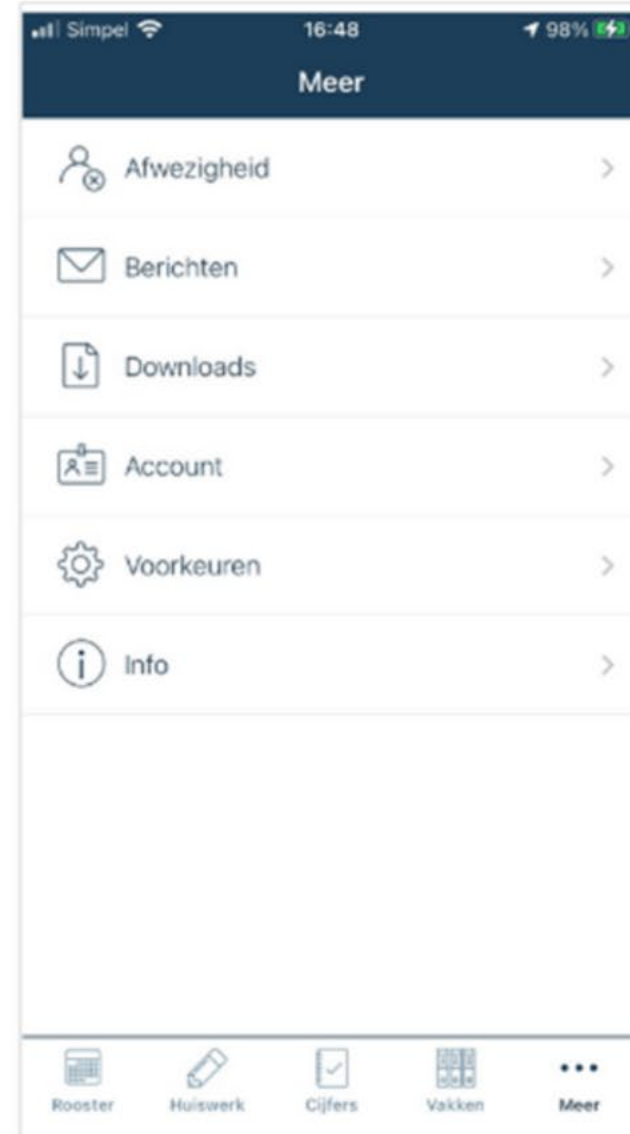 Simpel 16:48 98%
Meer
Afwezigheid
Berichten
Downloads
Account
Voorkeuren
Info
Rooster Huiswerk Cijfers Vakken Meer